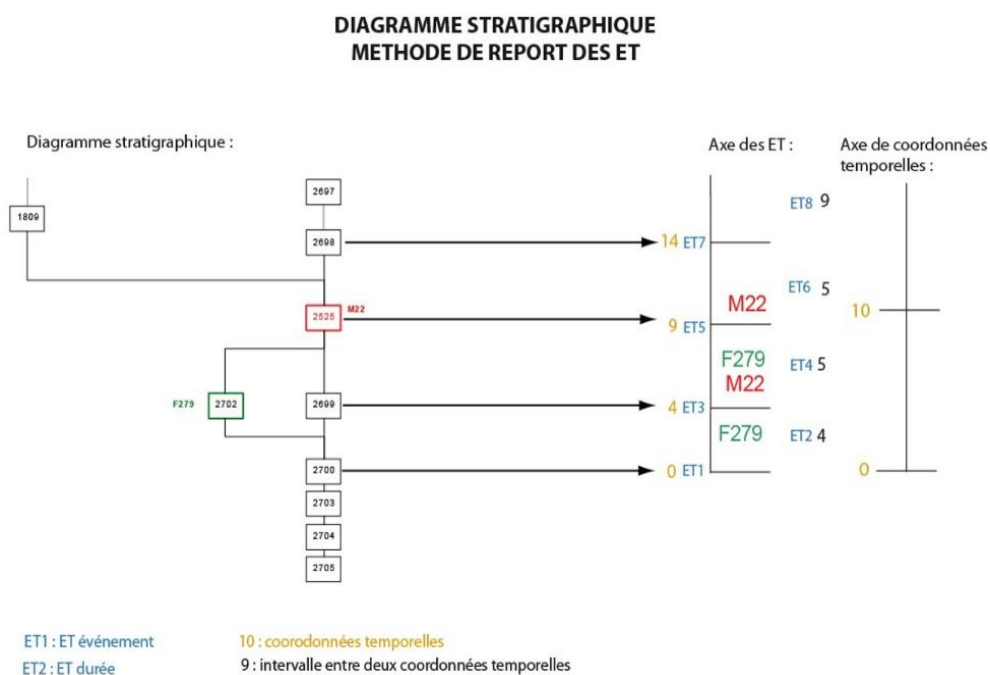 DIAGRAMME STRATIGRAPHIQUE
METHODE DE REPORT DES ET
Diagramme stratigraphique :
Axe des ET :
Axe de coordonnées
temporelles :
2697
ET8 9
1809
2698
14 ET7
ET6 5
M22
10
2525
M22
9 ET5
F279
ET4 5
M22
F279
2702
2699
4 ET3
F279
ET2 4
2700
0 ET1
0
2703
2704
2705
ET1 : ET événement
10 : coorodonnées temporelles
ET2 : ET durée
9 : intervalle entre deux coordonnées temporelles